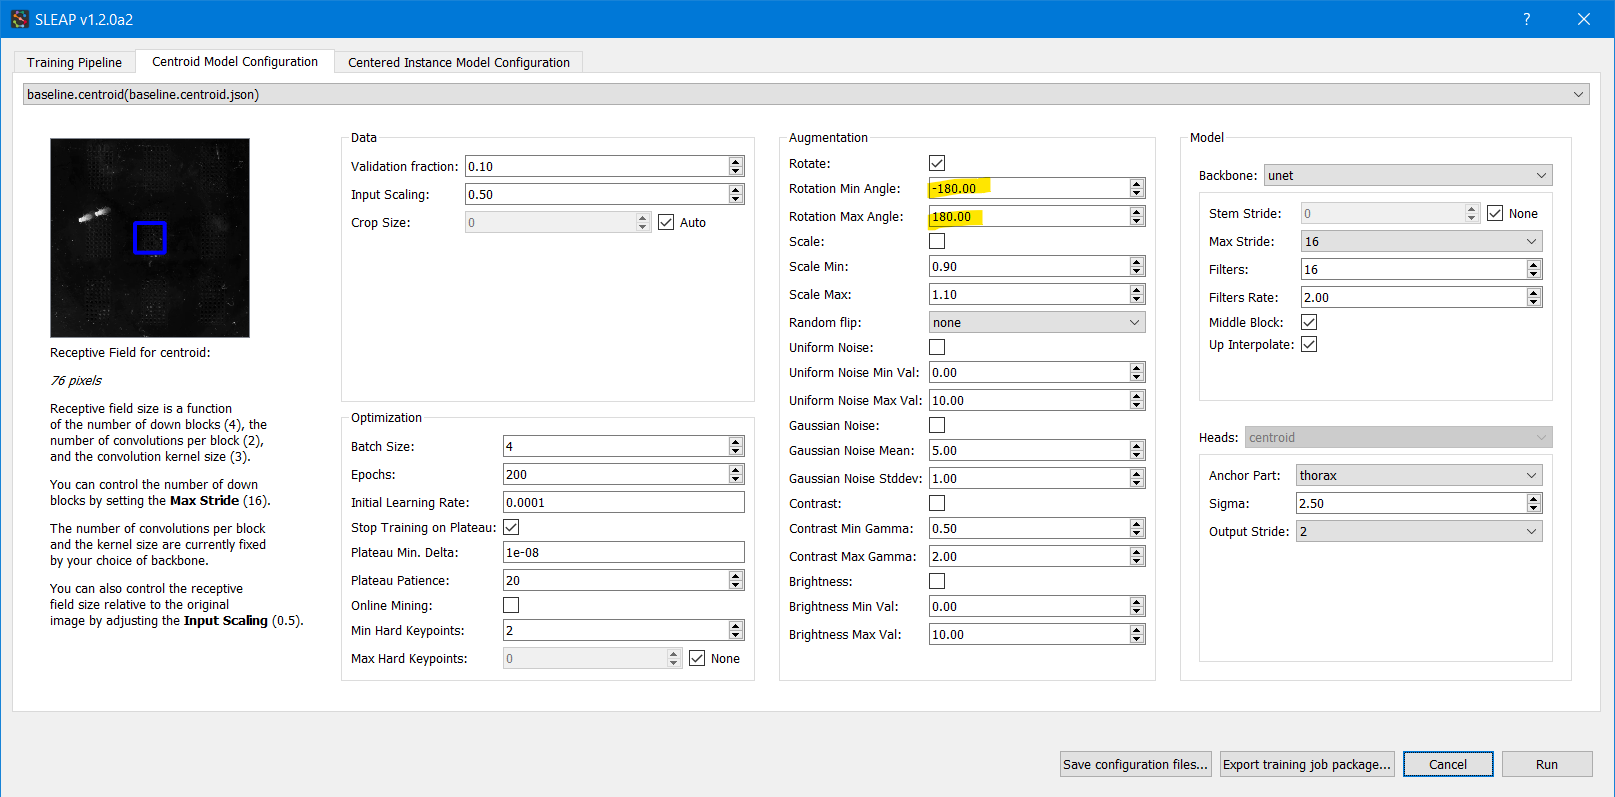 SLEAP v1.2.0a2
?
Training Pipeline
Centroid Model Configuration
Centered Instance Model Configuration
baseline.centroid(baseline.centroid.json)
Receptive Field for centroid:
76 pixels
Receptive field size is a function
of the number of down blocks (4), the
number of convolutions per block (2),
and the convolution kernel size (3).
You can control the number of down
blocks by setting the Max Stride (16).
The number of convolutions per block
and the kernel size are currently fixed
by your choice of backbone.
You can also control the receptive
field size relative to the original
image by adjusting the Input Scaling (0.5).
Data
Validation fraction: 0.10
Input Scaling: 0.50
Crop Size: 0 Auto
Optimization
Batch Size: 4
Epochs: 200
Initial Learning Rate: 0.0001
Stop Training on Plateau:
Plateau Min. Delta: 1e-08
Plateau Patience: 20
Online Mining:
Min Hard Keypoints: 2
Max Hard Keypoints: 0 None
Augmentation
Rotate:
Rotation Min Angle: -180.00
Rotation Max Angle: 180.00
Scale:
Scale Min: 0.90
Scale Max: 1.10
Random flip: none
Uniform Noise:
Uniform Noise Min Val: 0.00
Uniform Noise Max Val: 10.00
Gaussian Noise:
Gaussian Noise Mean: 5.00
Gaussian Noise Stddev: 1.00
Contrast:
Contrast Min Gamma: 0.50
Contrast Max Gamma: 2.00
Brightness:
Brightness Min Val: 0.00
Brightness Max Val: 10.00
Model
Backbone: unet
Stem Stride: 0 None
Max Stride: 16
Filters: 16
Filters Rate: 2.00
Middle Block:
Up Interpolate:
Heads: centroid
Anchor Part: thorax
Sigma: 2.50
Output Stride: 2
Save configuration files...
Export training job package...
Cancel
Run